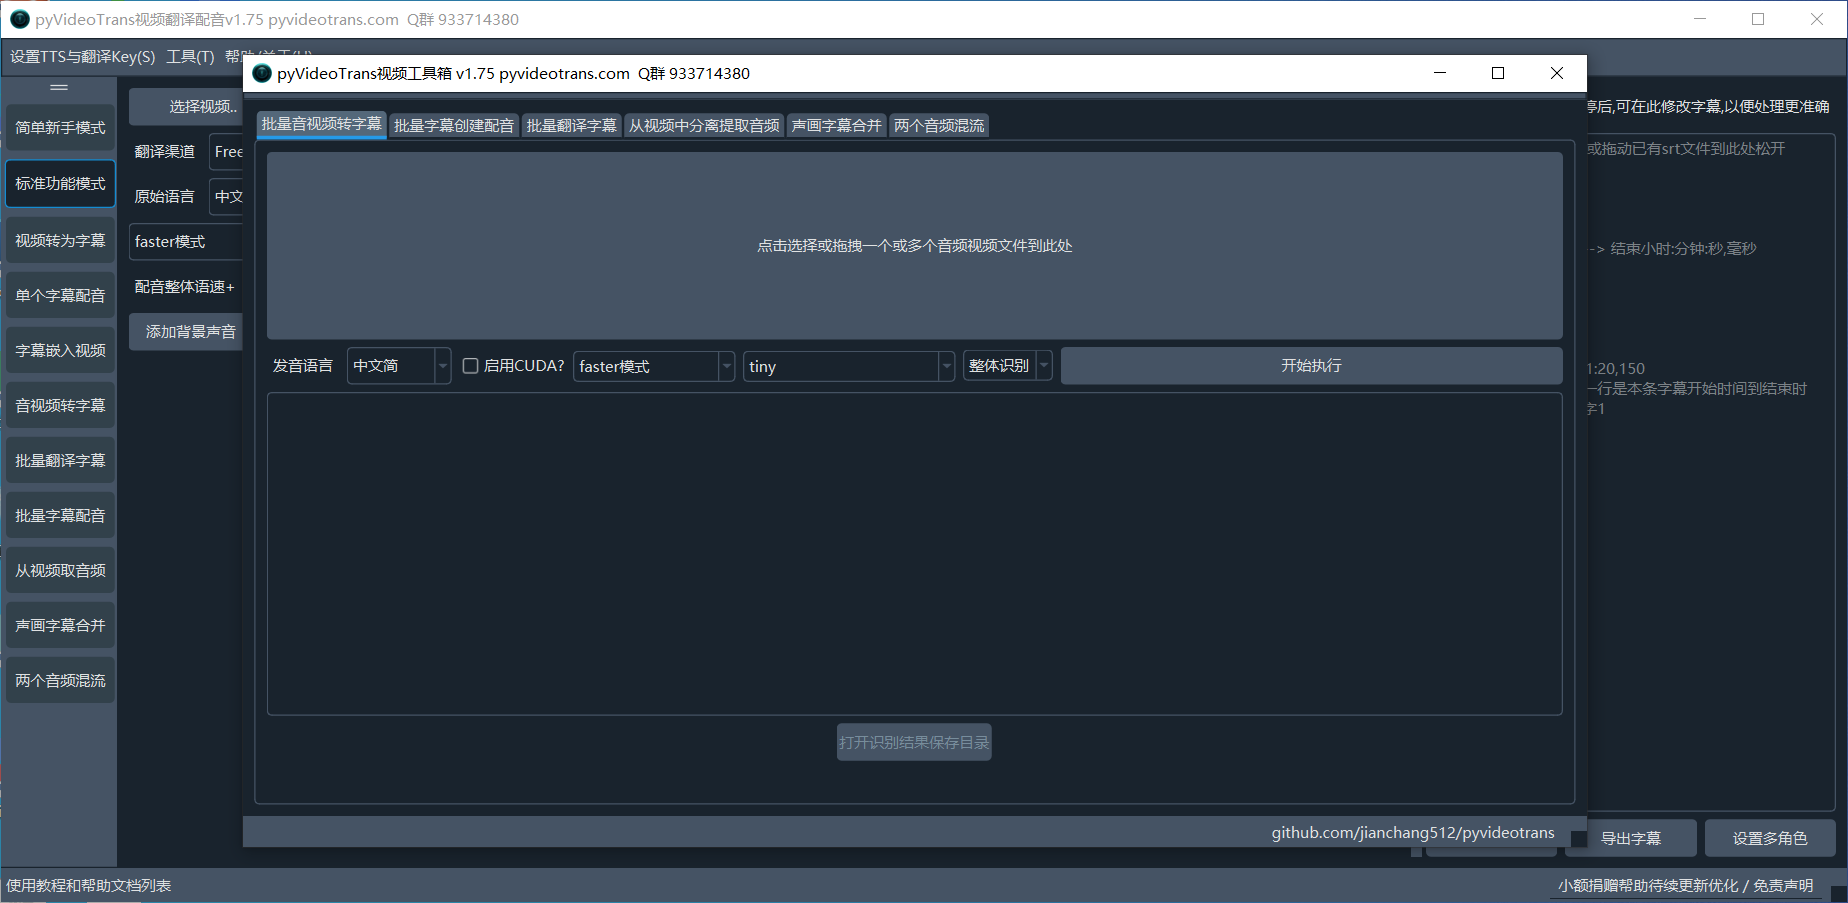 pyVideoTrans视频翻译配音v1.75 pyvideotrans.com  Q群 933714380
设置TTS与翻译Key(S) 工具(T)
pyVideoTrans视频工具箱 v1.75 pyvideotrans.com  Q群 933714380
简单新手模式
标准功能模式
视频转为字幕
单个字幕配音
字幕嵌入视频
音视频转字幕
批量翻译字幕
批量字幕配音
从视频取音频
声画字幕合并
两个音频混流
选择视频..
翻译渠道 Free
原始语言 中文
faster模式
配音整体语速+
添加背景声音
批量音视频转字幕 批量字幕创建配音 批量翻译字幕 从视频中分离提取音频 声画字幕合并 两个音频混流
点击选择或拖拽一个或多个音频视频文件到此处
发音语言 中文简 启用CUDA? faster模式 tiny 整体识别 开始执行
打开识别结果保存目录
github.com/jianchang512/pyvideotrans
后,可在此修改字幕,以便处理更准确
或拖动已有srt文件到此处松开
-> 结束小时:分钟:秒,毫秒
1:20,150
一行是本条字幕开始时间到结束时
字1
导出字幕 设置多角色
使用教程和帮助文档列表
小额捐赠帮助待续更新优化 / 免责声明